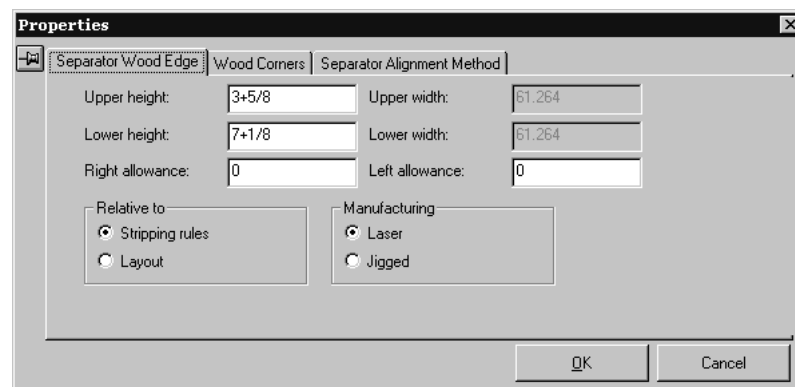 Properties
Separator Wood Edge Wood Corners Separator Alignment Method
Upper height: 3+5/8 Upper width: 61.264
Lower height: 7+1/8 Lower width: 61.264
Right allowance: 0 Left allowance: 0
Relative to Manufacturing
Stripping rules Laser
Layout Jigged
OK Cancel